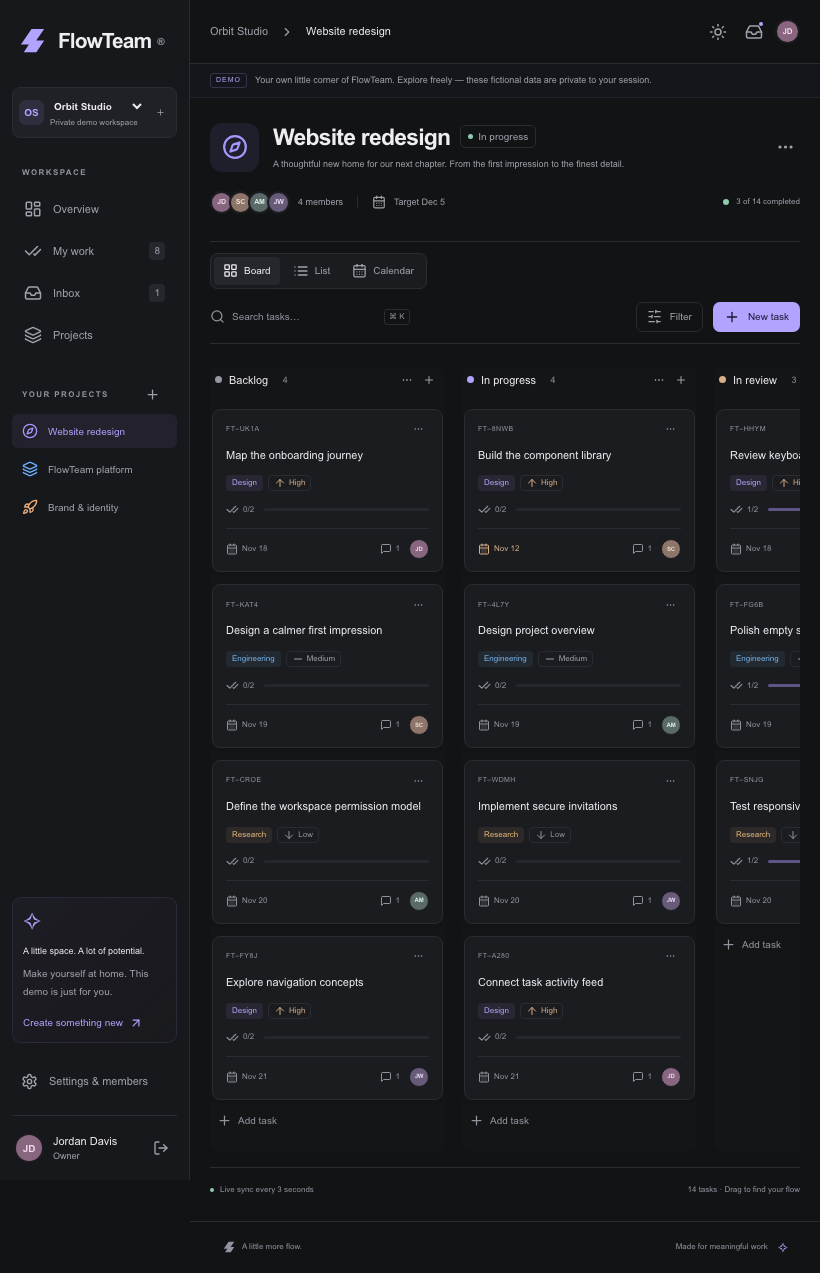 FlowTeam ®
OS Orbit Studio
Private demo workspace
WORKSPACE
Overview
My work 8
Inbox 1
Projects
YOUR PROJECTS
Website redesign
FlowTeam platform
Brand & identity
A little space. A lot of potential.
Make yourself at home. This
demo is just for you.
Create something new
Settings & members
JD Jordan Davis
Owner
Orbit Studio > Website redesign JD
DEMO Your own little corner of FlowTeam. Explore freely — these fictional data are private to your session.
Website redesign In progress
A thoughtful new home for our next chapter. From the first impression to the finest detail.
JD SC AM JW 4 members Target Dec 5 3 of 14 completed
Board List Calendar
Search tasks... ⌘ K Filter New task
Backlog 4
FT–UK1A
Map the onboarding journey
Design High
0/2
Nov 18 1 JD
FT–KAT4
Design a calmer first impression
Engineering Medium
0/2
Nov 19 1 SC
FT–CROE
Define the workspace permission model
Research Low
0/2
Nov 20 1 AM
FT–FY8J
Explore navigation concepts
Design High
0/2
Nov 21 1 JW
Add task
In progress 4
FT–8NWB
Build the component library
Design High
0/2
Nov 12 1 SC
FT–4L7Y
Design project overview
Engineering Medium
0/2
Nov 19 1 AM
FT–WDMH
Implement secure invitations
Research Low
0/2
Nov 20 1 JW
FT–A280
Connect task activity feed
Design High
0/2
Nov 21 1 JD
Add task
In review 3
FT–HHYM
Review keyboa
Design Hi
1/2
Nov 18
FT–FG6B
Polish empty s
Engineering
1/2
Nov 19
FT–SNJG
Test responsiv
Research
1/2
Nov 20
Add task
Live sync every 3 seconds 14 tasks · Drag to find your flow
A little more flow. Made for meaningful work